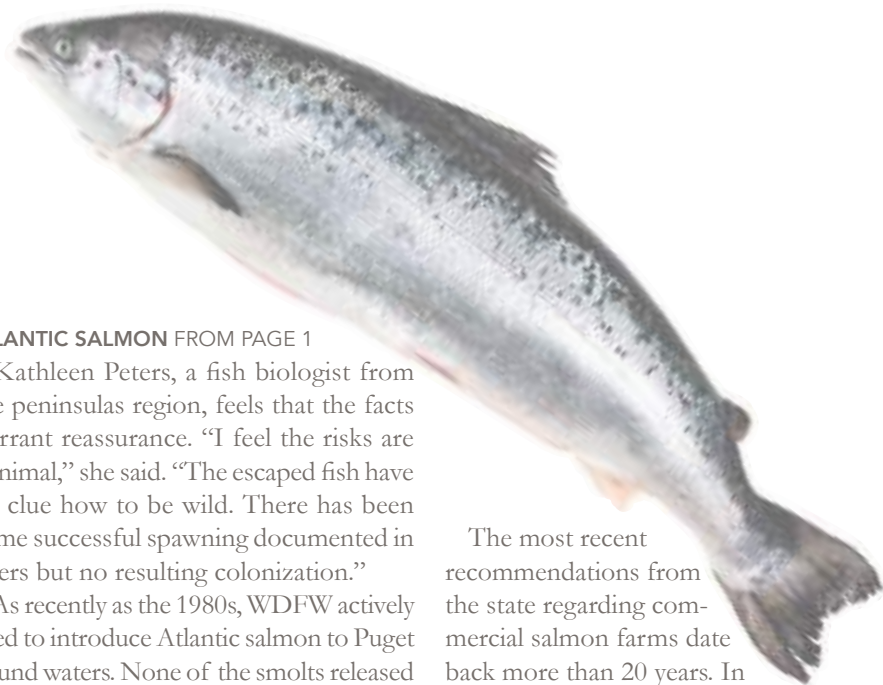 LANTIC SALMON FROM PAGE 1
Kathleen Peters, a fish biologist from
e peninsulas region, feels that the facts
rrant reassurance. “I feel the risks are
nimal,” she said. “The escaped fish have
clue how to be wild. There has been
me successful spawning documented in
ers but no resulting colonization.”
As recently as the 1980s, WDFW actively
ed to introduce Atlantic salmon to Puget
und waters. None of the smolts released
The most recent
recommendations from
the state regarding com-
mercial salmon farms date
back more than 20 years. In